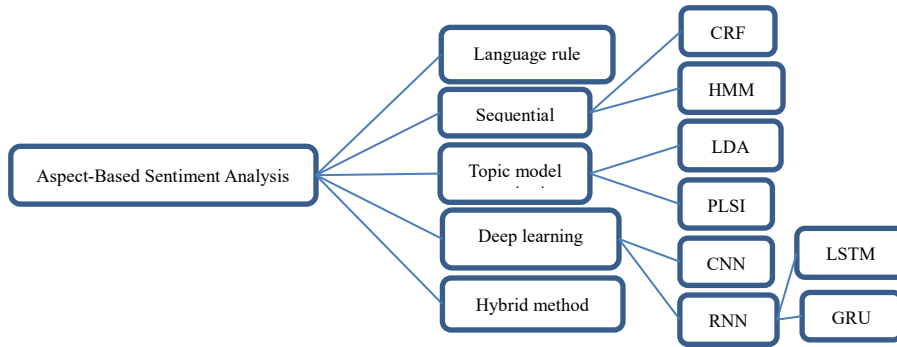 Aspect-Based Sentiment Analysis
Language rule
Sequential
Topic model
Deep learning
Hybrid method
CRF
HMM
LDA
PLSI
CNN
RNN
LSTM
GRU